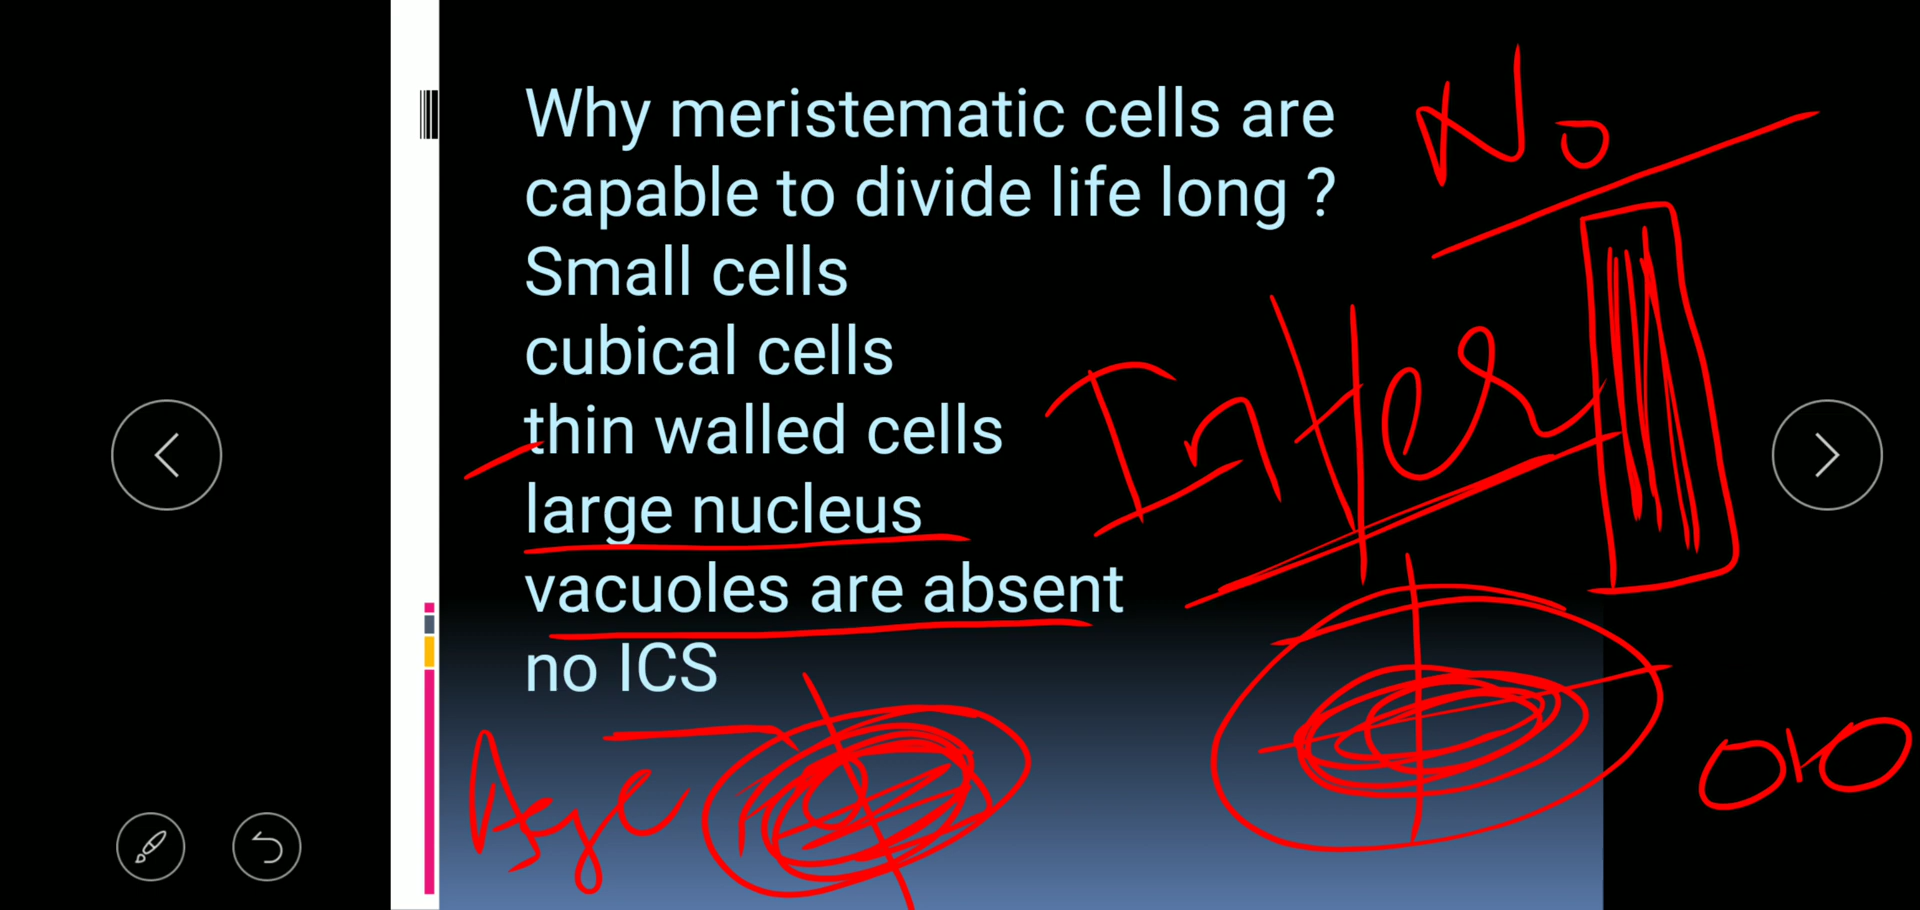 Why meristematic cells are
capable to divide life long ?
Small cells
cubical cells
thin walled cells
large nucleus
vacuoles are absent
no ICS
No
Inter
Age